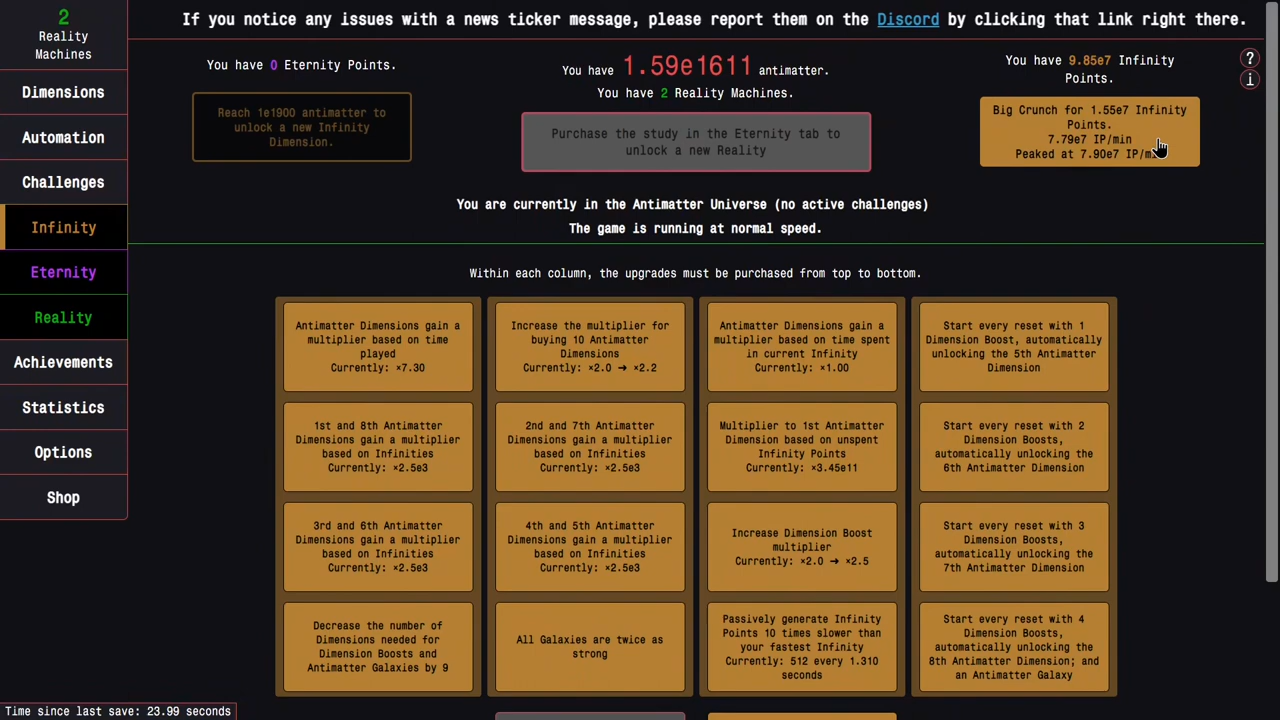 2
Reality
Machines
Dimensions
Automation
Challenges
Infinity
Eternity
Reality
Achievements
Statistics
Options
Shop
If you notice any issues with a news ticker message, please report them on the Discord by clicking that link right there.
You have 0 Eternity Points.
Reach 1e1900 antimatter to
unlock a new Infinity
Dimension.
You have 1.59e1611 antimatter.
You have 2 Reality Machines.
Purchase the study in the Eternity tab to
unlock a new Reality
You have 9.85e7 Infinity
Points.
Big Crunch for 1.55e7 Infinity
Points.
7.79e7 IP/min
Peaked at 7.90e7 IP/
?
i
You are currently in the Antimatter Universe (no active challenges)
The game is running at normal speed.
Within each column, the upgrades must be purchased from top to bottom.
Antimatter Dimensions gain a
multiplier based on time
played
Currently: ×7.30
Increase the multiplier for
buying 10 Antimatter
Dimensions
Currently: ×2.0 ➜ ×2.2
Antimatter Dimensions gain a
multiplier based on time spent
in current Infinity
Currently: ×1.00
Start every reset with 1
Dimension Boost, automatically
unlocking the 5th Antimatter
Dimension
1st and 8th Antimatter
Dimensions gain a multiplier
based on Infinities
Currently: ×2.5e3
2nd and 7th Antimatter
Dimensions gain a multiplier
based on Infinities
Currently: ×2.5e3
Multiplier to 1st Antimatter
Dimension based on unspent
Infinity Points
Currently: ×3.45e11
Start every reset with 2
Dimension Boosts,
automatically unlocking the
6th Antimatter Dimension
3rd and 6th Antimatter
Dimensions gain a multiplier
based on Infinities
Currently: ×2.5e3
4th and 5th Antimatter
Dimensions gain a multiplier
based on Infinities
Currently: ×2.5e3
Increase Dimension Boost
multiplier
Currently: ×2.0 ➜ ×2.5
Start every reset with 3
Dimension Boosts,
automatically unlocking the
7th Antimatter Dimension
Decrease the number of
Dimensions needed for
Dimension Boosts and
Antimatter Galaxies by 9
All Galaxies are twice as
strong
Passively generate Infinity
Points 10 times slower than
your fastest Infinity
Currently: 512 every 1.310
seconds
Start every reset with 4
Dimension Boosts,
automatically unlocking the
8th Antimatter Dimension; and
an Antimatter Galaxy
Time since last save: 23.99 seconds